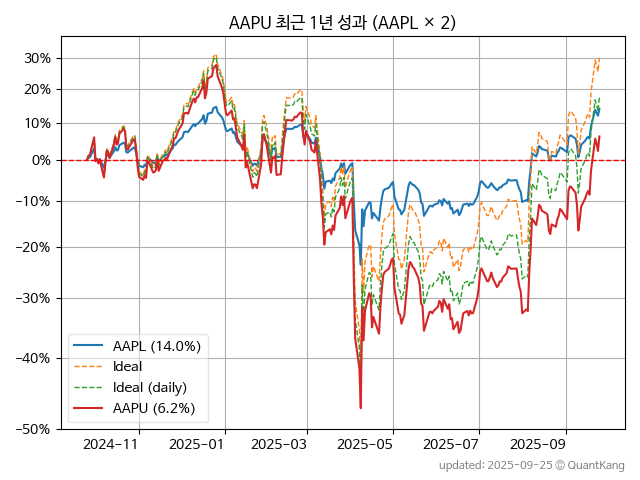 AAPU 최근 1년 성과 (AAPL × 2)
30%
20%
10%
0%
−10%
−20%
−30%
−40%
−50%
AAPL (14.0%)
Ideal
Ideal (daily)
AAPU (6.2%)
2024-11
2025-01
2025-03
2025-05
2025-07
2025-09
updated: 2025-09-25 © QuantKang